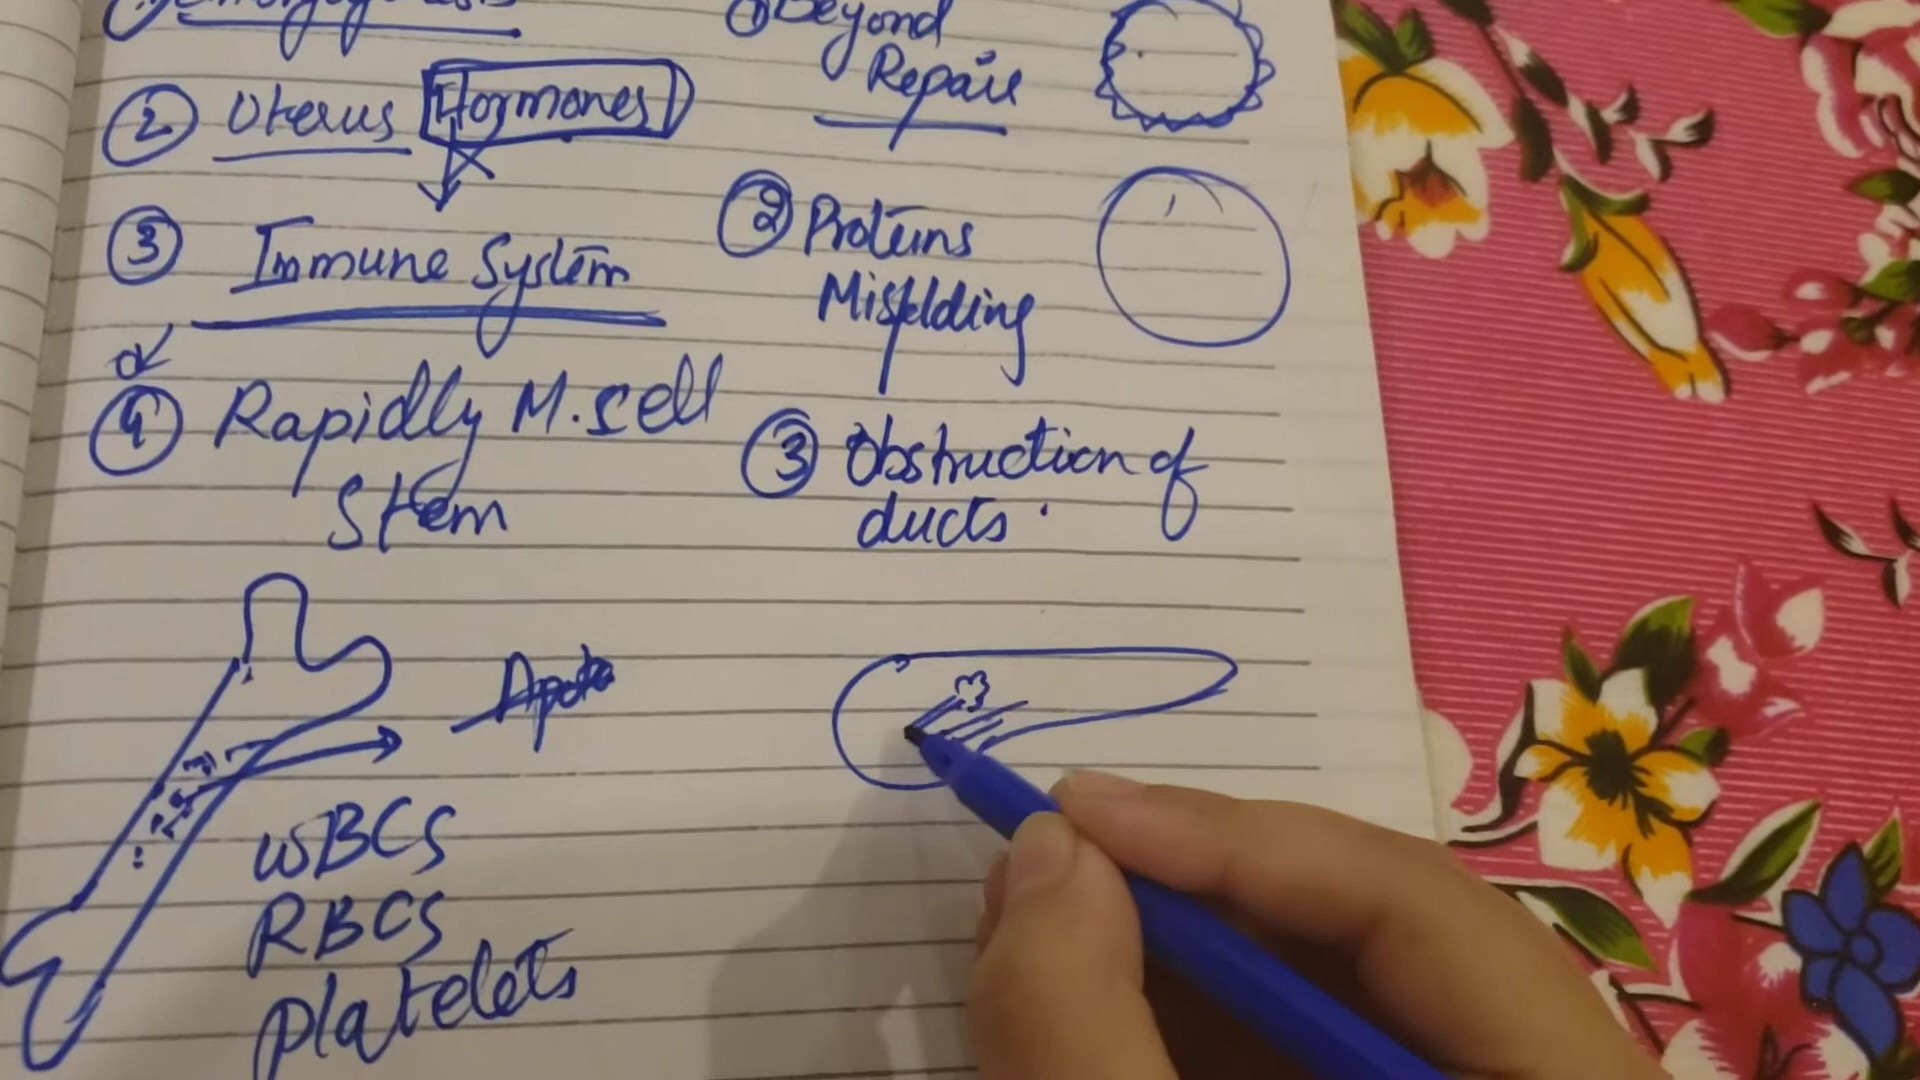 ② Uterus Hormones
③ Immune System
④ Rapidly M. cell
Stem
WBCs
RBCs
Platelets
① Beyond
Repair
② Proteins
Misfolding
③ Obstruction of
ducts.